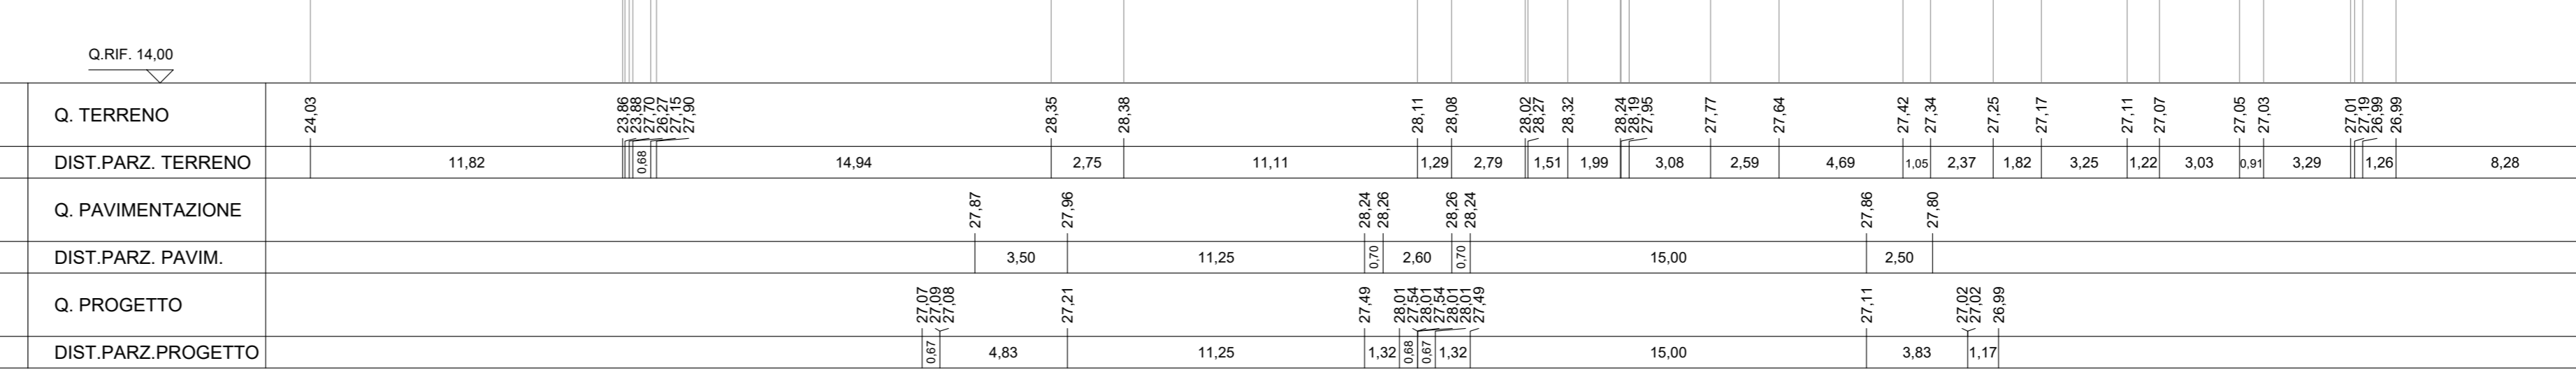 Q.RIF. 14,00
Q. TERRENO 24,03 23,86 23,88 27,70 26,27 27,15 27,90 28,35 28,38 28,11 28,08 28,02 28,27 28,32 28,24 28,19 27,95 27,77 27,64 27,42 27,34 27,25 27,17 27,11 27,07 27,05 27,03 27,01 27,19 26,99 26,99
DIST.PARZ. TERRENO 11,82 0,68 14,94 2,75 11,11 1,29 2,79 1,51 1,99 3,08 2,59 4,69 1,05 2,37 1,82 3,25 1,22 3,03 0,91 3,29 1,26 8,28
Q. PAVIMENTAZIONE 27,87 27,96 28,24 28,26 28,26 28,24 27,86 27,80
DIST.PARZ. PAVIM. 3,50 11,25 0,70 2,60 0,70 15,00 2,50
Q. PROGETTO 27,07 27,09 27,08 27,21 27,49 28,01 27,54 28,01 27,54 28,01 28,01 27,49 27,11 27,02 27,02 26,99
DIST.PARZ.PROGETTO 0,67 4,83 11,25 1,32 0,68 0,67 1,32 15,00 3,83 1,17